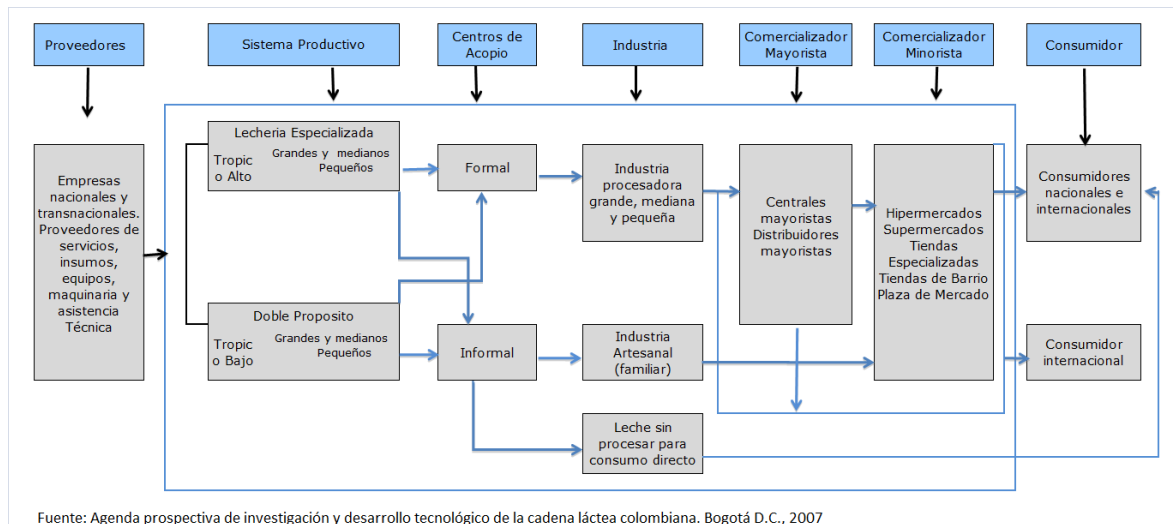 Proveedores
Sistema Productivo
Centros de
Acopio
Industria
Comercializador
Mayorista
Comercializador
Minorista
Consumidor
Empresas
nacionales y
transnacionales.
Proveedores de
servicios,
insumos,
equipos,
maquinaria y
asistencia
Técnica
Lecheria Especializada
Grandes y medianos
Pequeños
Tropic
o Alto
Doble Proposito
Grandes y medianos
Pequeños
Tropic
o Bajo
Formal
Informal
Industria
procesadora
grande, mediana
y pequeña
Industria
Artesanal
(familiar)
Leche sin
procesar para
consumo directo
Centrales
mayoristas
Distribuidores
mayoristas
Hipermercados
Supermercados
Tiendas
Especializadas
Tiendas de Barrio
Plaza de Mercado
Consumidores
nacionales e
internacionales
Consumidor
internacional
Fuente: Agenda prospectiva de investigación y desarrollo tecnológico de la cadena láctea colombiana. Bogotá D.C., 2007